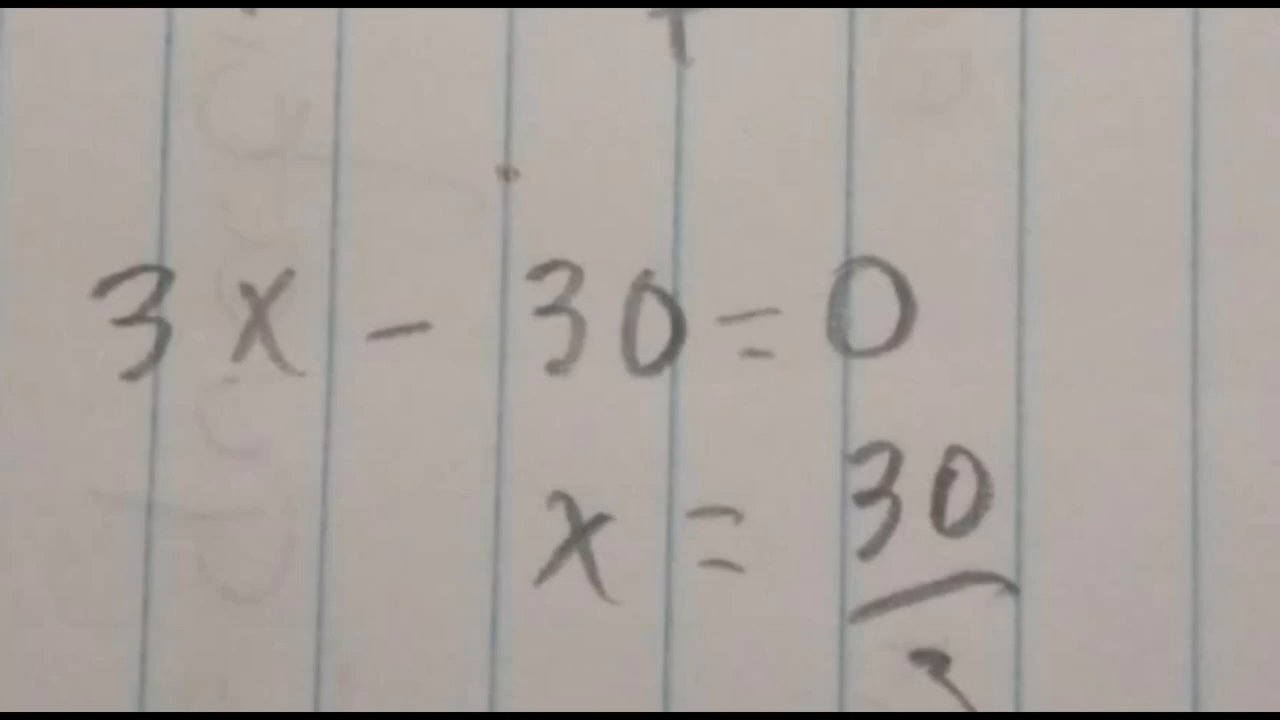 3x - 30 = 0
x = 30